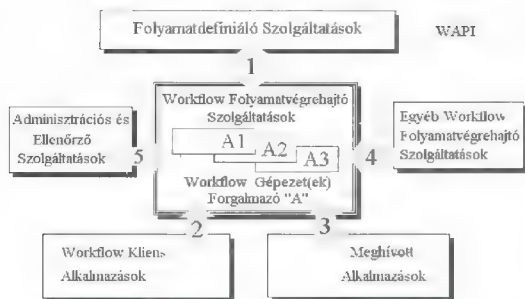 Folyamatdefiniáló Szolgáltatások
WAPI
1
Workflow Folyamatvégrehajtó
Szolgáltatások
A1
A2
A3
Workflow Gépezet(ek)
Forgalmazó "A"
Adminisztrációs és
Ellenőrző
Szolgáltatások
5
4
Egyéb Workflow
Folyamatvégrehajtó
Szolgáltatások
2
3
Workflow Kliens
Alkalmazások
Meghívott
Alkalmazások